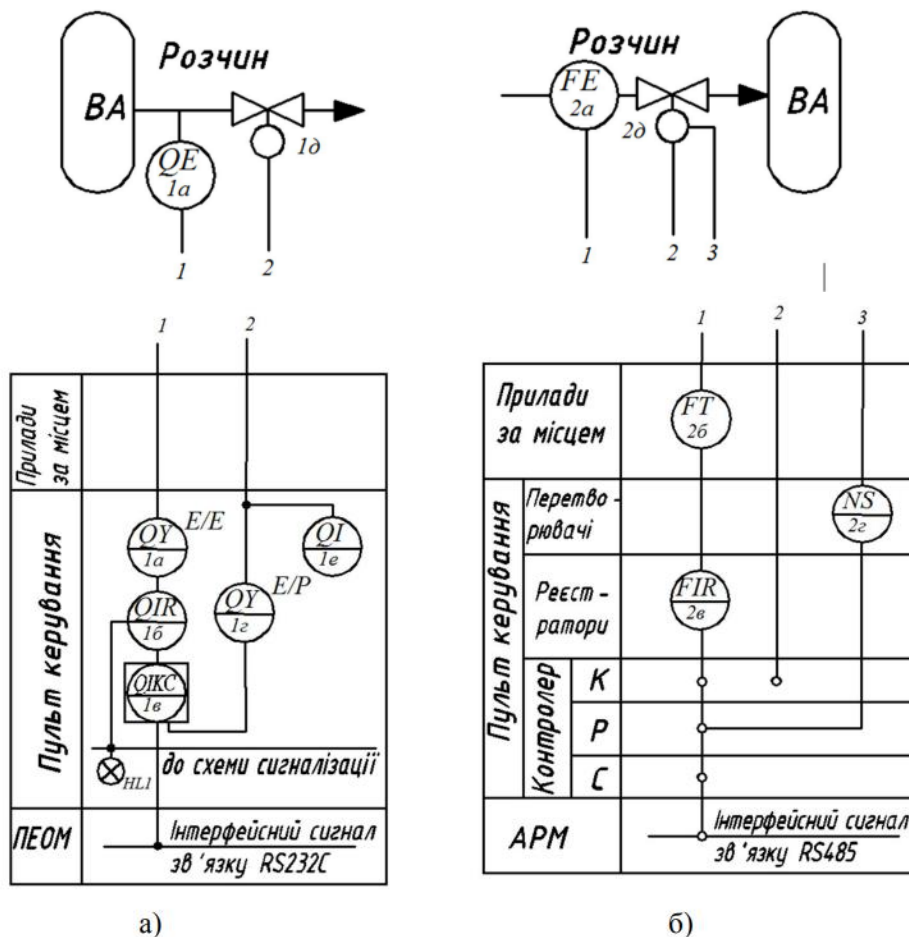 Розчин
ВА
QE
1а
1д
1
2
Розчин
FE
2а
2д
ВА
1
2
3
1
2
Прилади
за місцем
Пульт керування
QY
1а
E/E
QI
1е
QY
1г
E/P
QIR
1б
QIKC
1в
HL1
до схеми сигналізації
ПЕОМ
Інтерфейсний сигнал
зв'язку RS232C
1
2
3
Прилади
за місцем
FT
2б
Пульт керування
Перетво-
рювачі
NS
2г
Реєст-
ратори
FIR
2в
Контролер
К
Р
С
АРМ
Інтерфейсний сигнал
зв'язку RS485
а)
б)